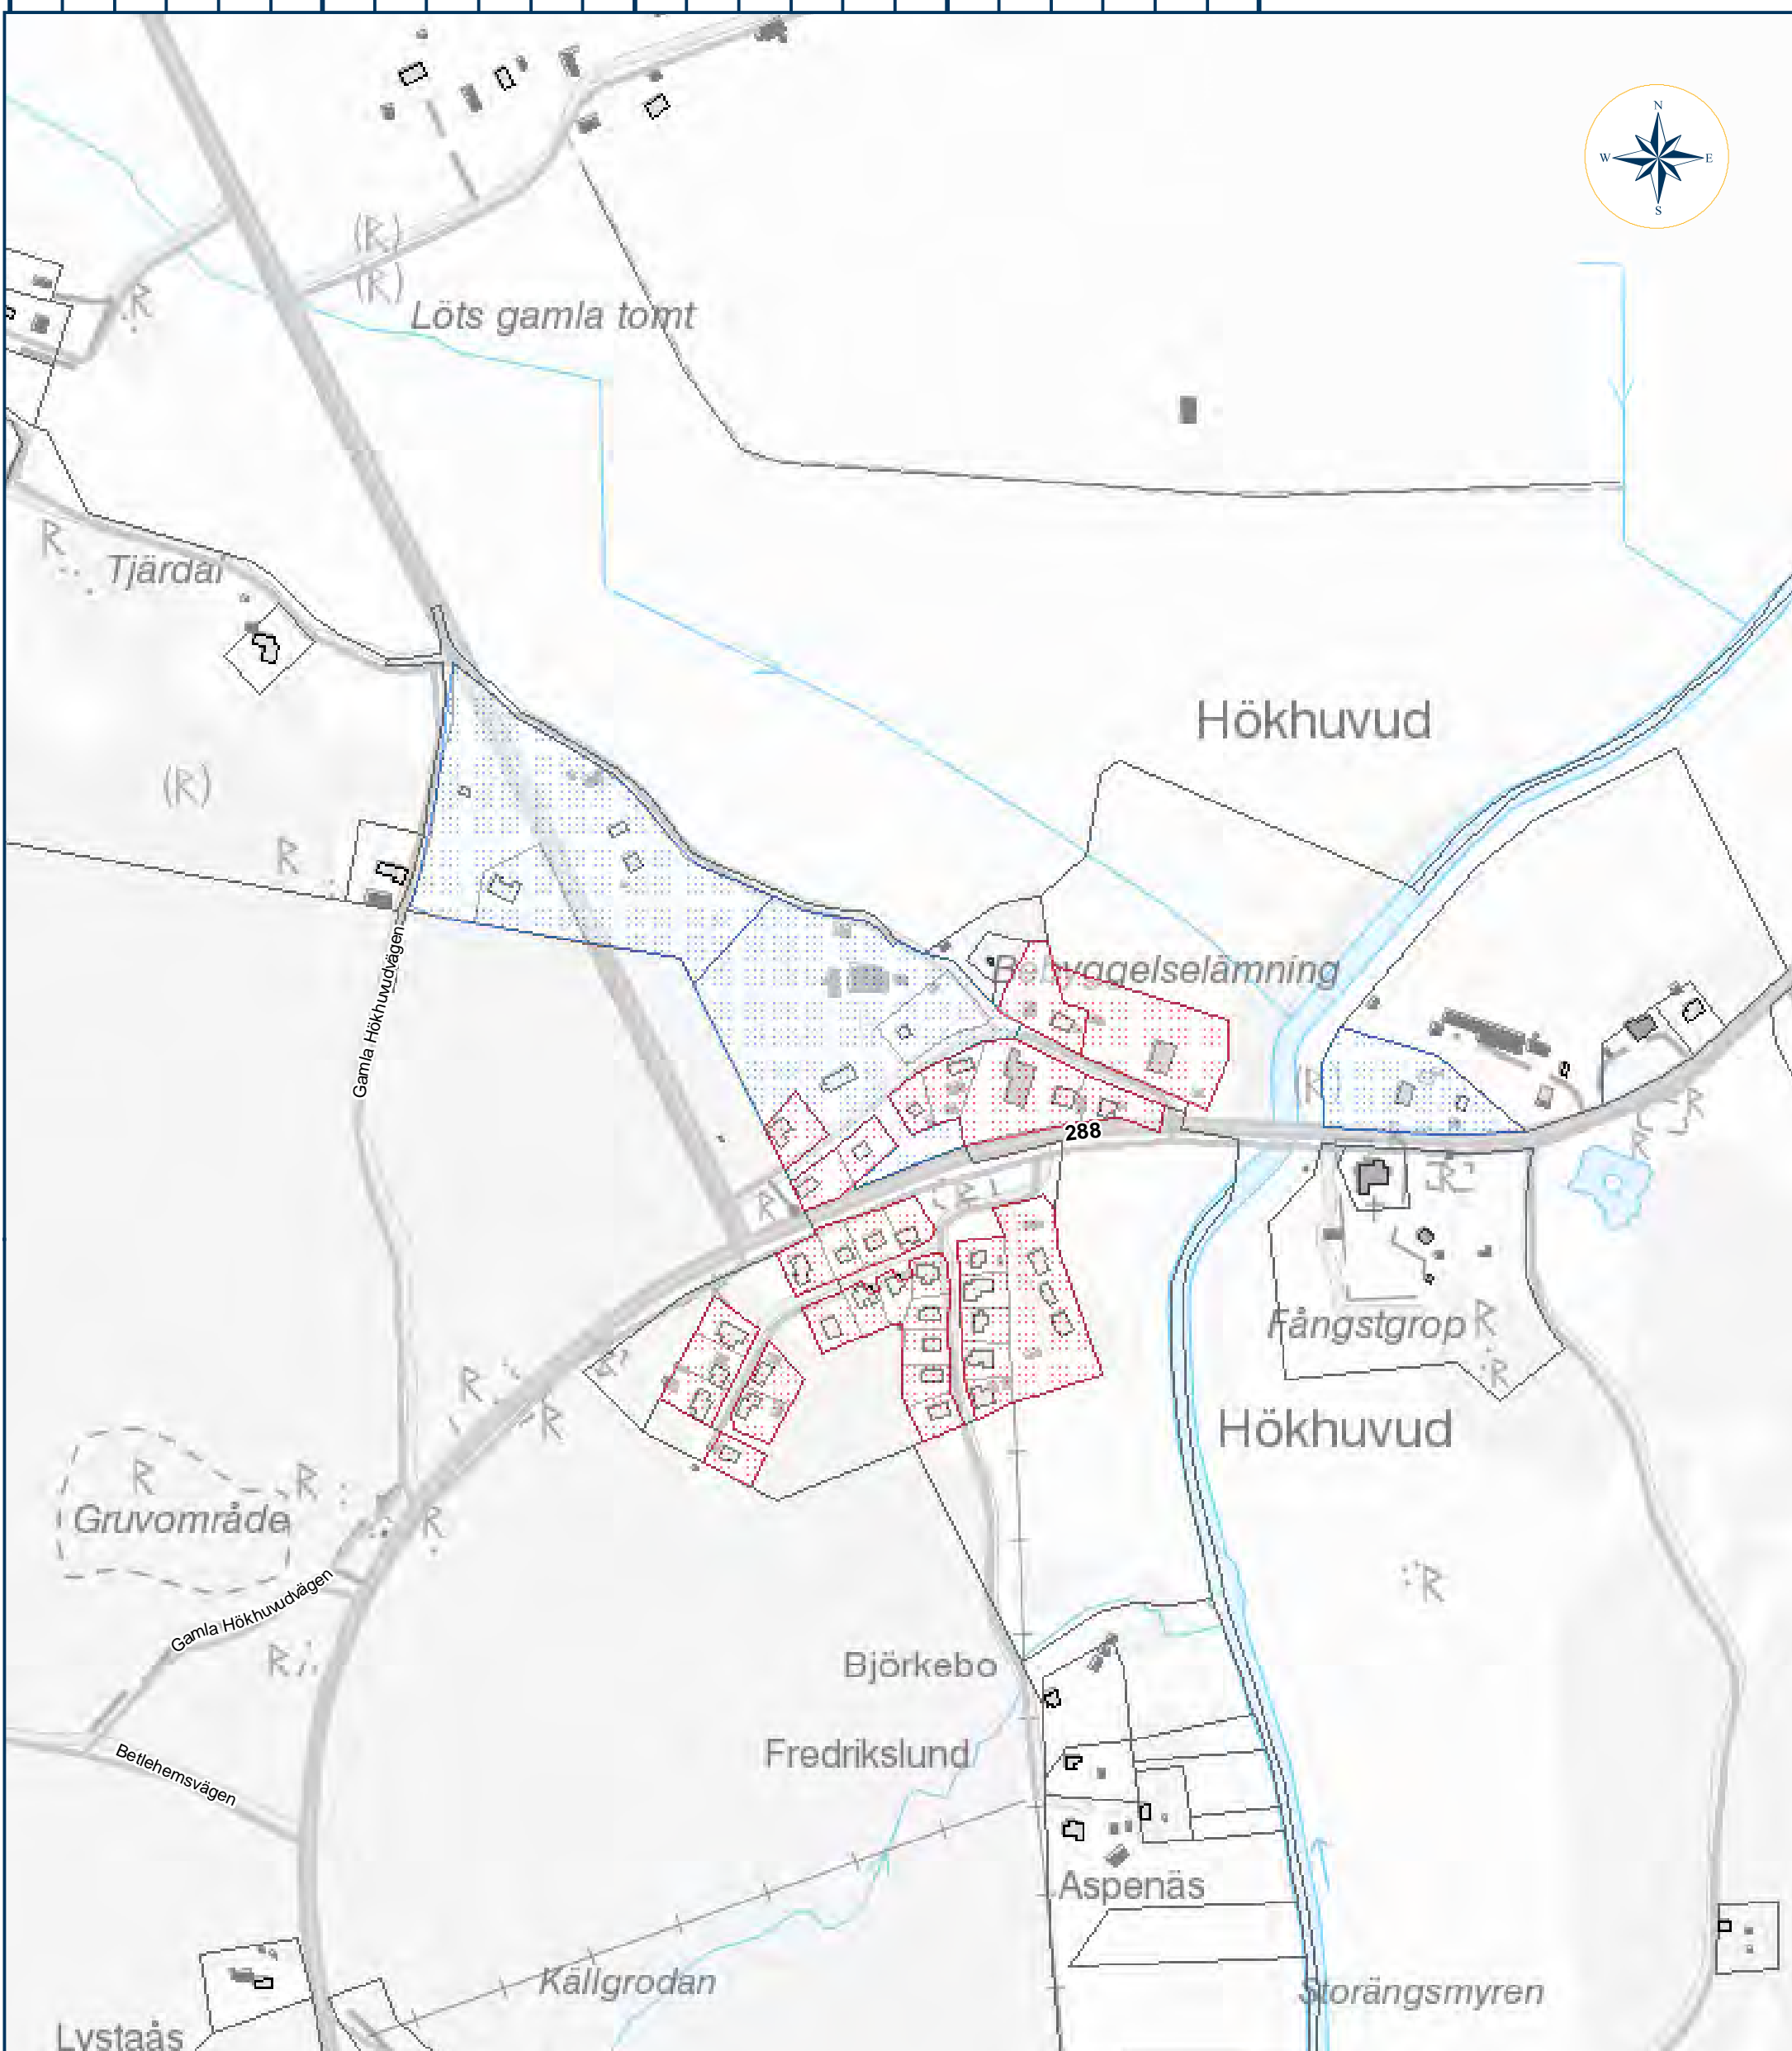 N
W E
S
(R)
(R)
Löts gamla tomt
R
R
Tjärdal
Hökhuvud
(R)
R
Gamla Hökhuvudvägen
Bebyggelselämning
(R)
R
288
R
R
R
(R)
R
Fångstgrop R
R
R
R
Hökhuvud
R
R
Gruvområde
R
R
Gamla Hökhuvudvägen
R
Björkebo
Fredrikslund
Betlehemsvägen
Aspenäs
Källgrodan
Storängsmyren
Lystaås